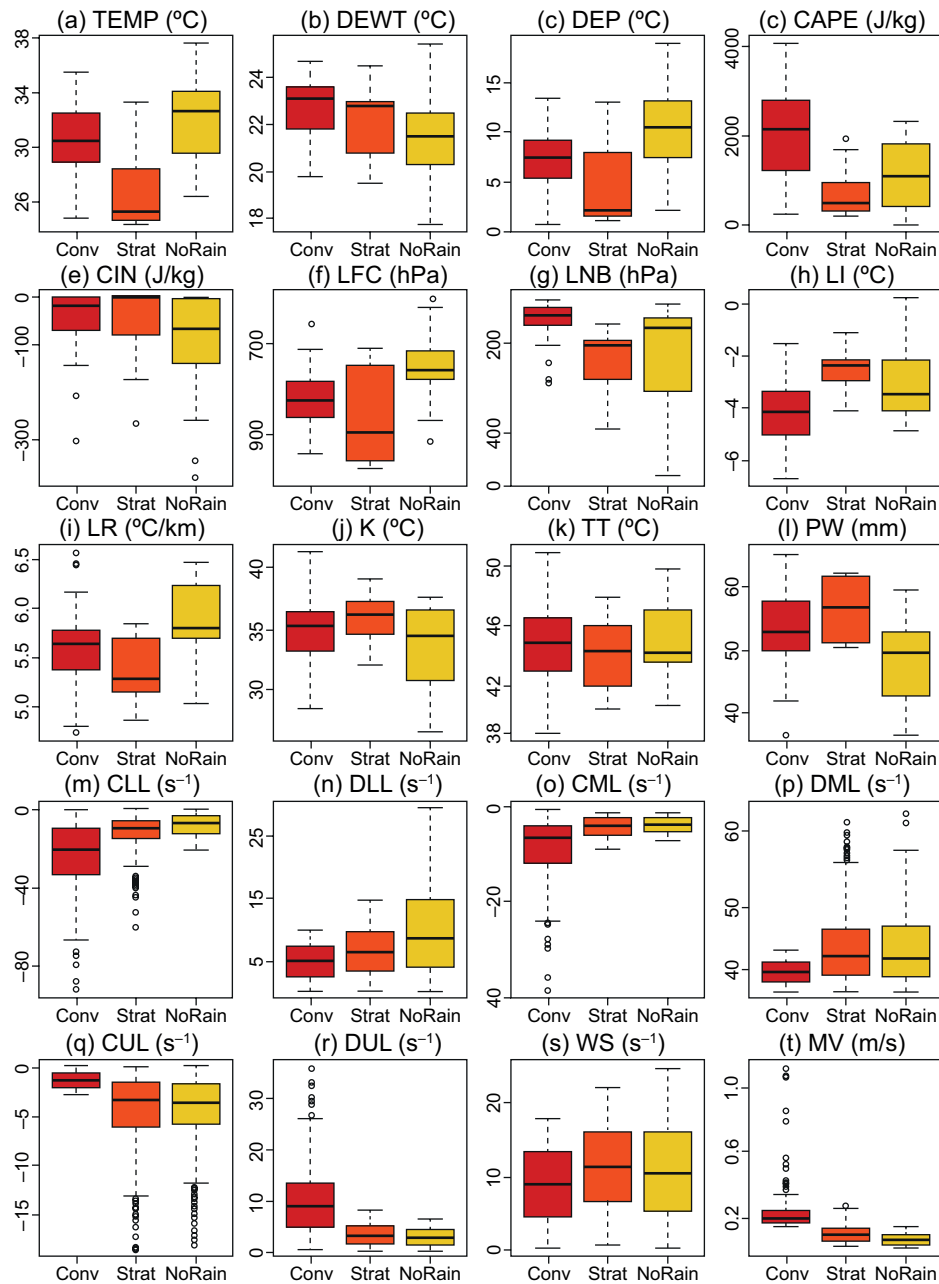 (a) TEMP (ºC) (b) DEWT (ºC) (c) DEP (ºC) (c) CAPE (J/kg)
38 34 30 26
24 22 20 18
15 10 5 0
4000 2000 0
Conv Strat NoRain Conv Strat NoRain Conv Strat NoRain Conv Strat NoRain
(e) CIN (J/kg) (f) LFC (hPa) (g) LNB (hPa) (h) LI (ºC)
0 −100 −300
700 900
200 400 600
0 −2 −4 −6
Conv Strat NoRain Conv Strat NoRain Conv Strat NoRain Conv Strat NoRain
(i) LR (ºC/km) (j) K (ºC) (k) TT (ºC) (l) PW (mm)
6.5 6.0 5.5 5.0
40 35 30
50 46 42 38
60 50 40
Conv Strat NoRain Conv Strat NoRain Conv Strat NoRain Conv Strat NoRain
(m) CLL (s−1) (n) DLL (s−1) (o) CML (s−1) (p) DML (s−1)
0 −40 −80
25 15 5
0 −20 40
60 50 40
Conv Strat NoRain Conv Strat NoRain Conv Strat NoRain Conv Strat NoRain
(q) CUL (s−1) (r) DUL (s−1) (s) WS (s−1) (t) MV (m/s)
0 −5 −10 −15
30 20 10 0
20 10 0
1.0 0.6 0.2
Conv Strat NoRain Conv Strat NoRain Conv Strat NoRain Conv Strat NoRain